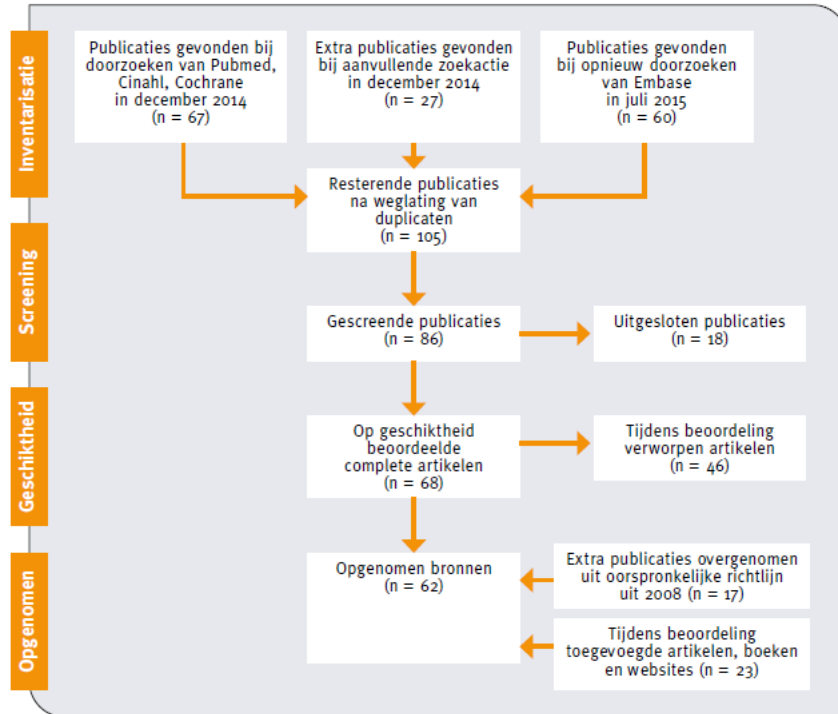 Inventarisatie
Publicaties gevonden bij
doorzoeken van Pubmed,
Cinahl, Cochrane
in december 2014
(n = 67)
Extra publicaties gevonden
bij aanvullende zoekactie
in december 2014
(n = 27)
Publicaties gevonden
bij opnieuw doorzoeken
van Embase
in juli 2015
(n = 60)
Resterende publicaties
na weglating van
duplicaten
(n = 105)
Screening
Gescreende publicaties
(n = 86)
Uitgesloten publicaties
(n = 18)
Geschiktheid
Op geschiktheid
beoordeelde
complete artikelen
(n = 68)
Tijdens beoordeling
verworpen artikelen
(n = 46)
Opgenomen
Opgenomen bronnen
(n = 62)
Extra publicaties overgenomen
uit oorspronkelijke richtlijn
uit 2008 (n = 17)
Tijdens beoordeling
toegevoegde artikelen, boeken
en websites (n = 23)